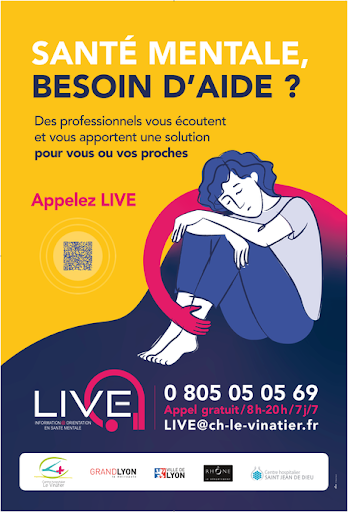 SANTÉ MENTALE,
BESOIN D'AIDE ?
Des professionnels vous écoutent
et vous apportent une solution
pour vous ou vos proches
Appelez LIVE
LIVE
INFORMATION ET ORIENTATION
EN SANTÉ MENTALE
0 805 05 05 69
Appel gratuit/8h-20h/7j/7
LIVE@ch-le-vinatier.fr
Le Vinatier
GRANDLYON
la métropole
VILLE DE
LYON
RHÔNE
LE DÉPARTEMENT
Centre hospitalier
SAINT JEAN DE DIEU